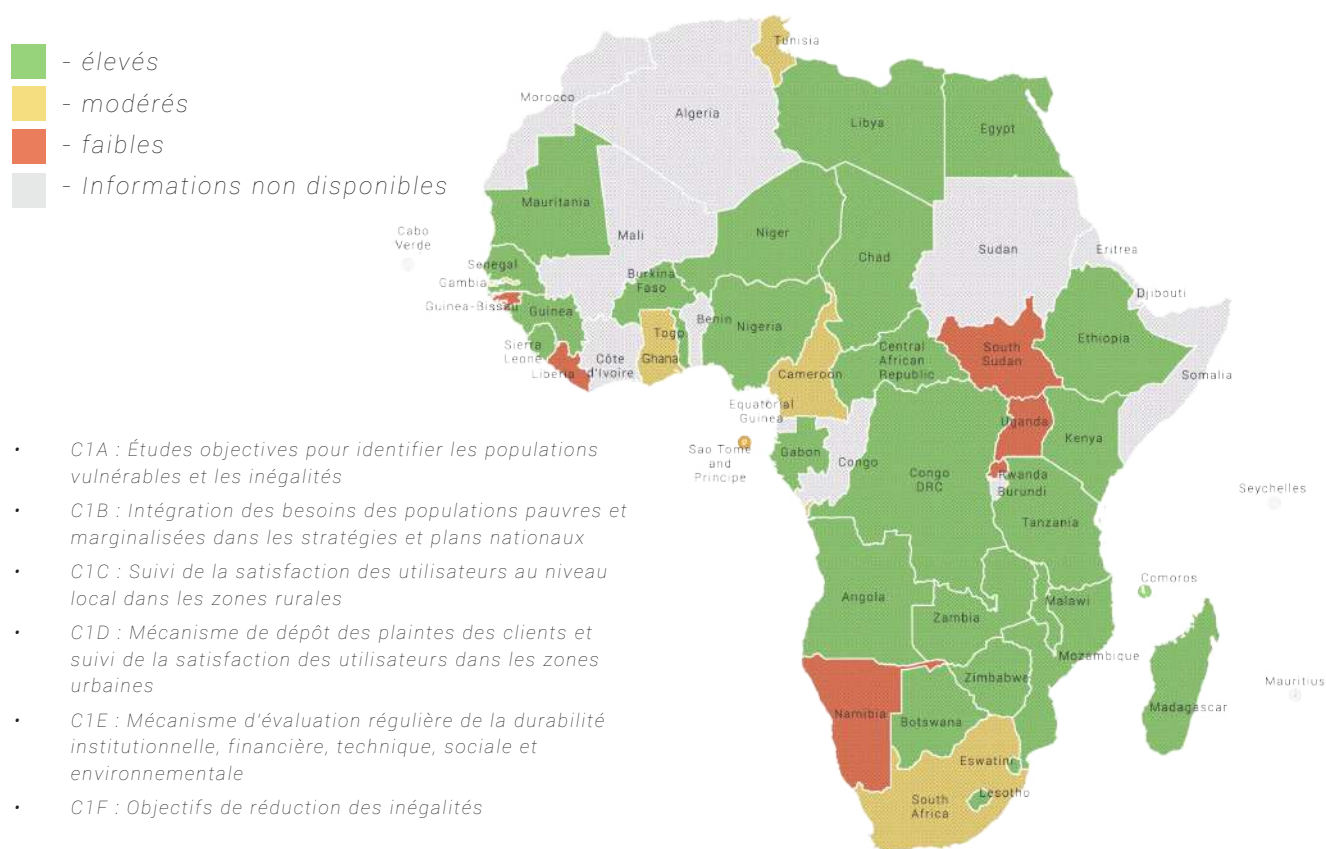 - élevés
- modérés
- faibles
- Informations non disponibles
Tunisia
Morocco
Algeria
Libya
Egypt
Mauritania
Mali
Niger
Chad
Sudan
Eritrea
Cabo
Verde
Senegal
Gambia
Guinea-Bissau
Guinea
Burkina
Faso
Djibouti
Sierra
Leone
Liberia
Côte
d'Ivoire
Ghana
Togo
Benin
Nigeria
Cameroon
Central
African
Republic
South
Sudan
Ethiopia
Somalia
Equatorial
Guinea
Sao Tome
and
Principe
Gabon
Congo
Congo
DRC
Uganda
Kenya
Rwanda
Burundi
Tanzania
Seychelles
Comoros
Angola
Zambia
Malawi
Mozambique
Zimbabwe
Madagascar
Mauritius
Namibia
Botswana
Eswatini
Lesotho
South
Africa
• C1A : Études objectives pour identifier les populations
vulnérables et les inégalités
• C1B : Intégration des besoins des populations pauvres et
marginalisées dans les stratégies et plans nationaux
• C1C : Suivi de la satisfaction des utilisateurs au niveau
local dans les zones rurales
• C1D : Mécanisme de dépôt des plaintes des clients et
suivi de la satisfaction des utilisateurs dans les zones
urbaines
• C1E : Mécanisme d'évaluation régulière de la durabilité
institutionnelle, financière, technique, sociale et
environnementale
• C1F : Objectifs de réduction des inégalités